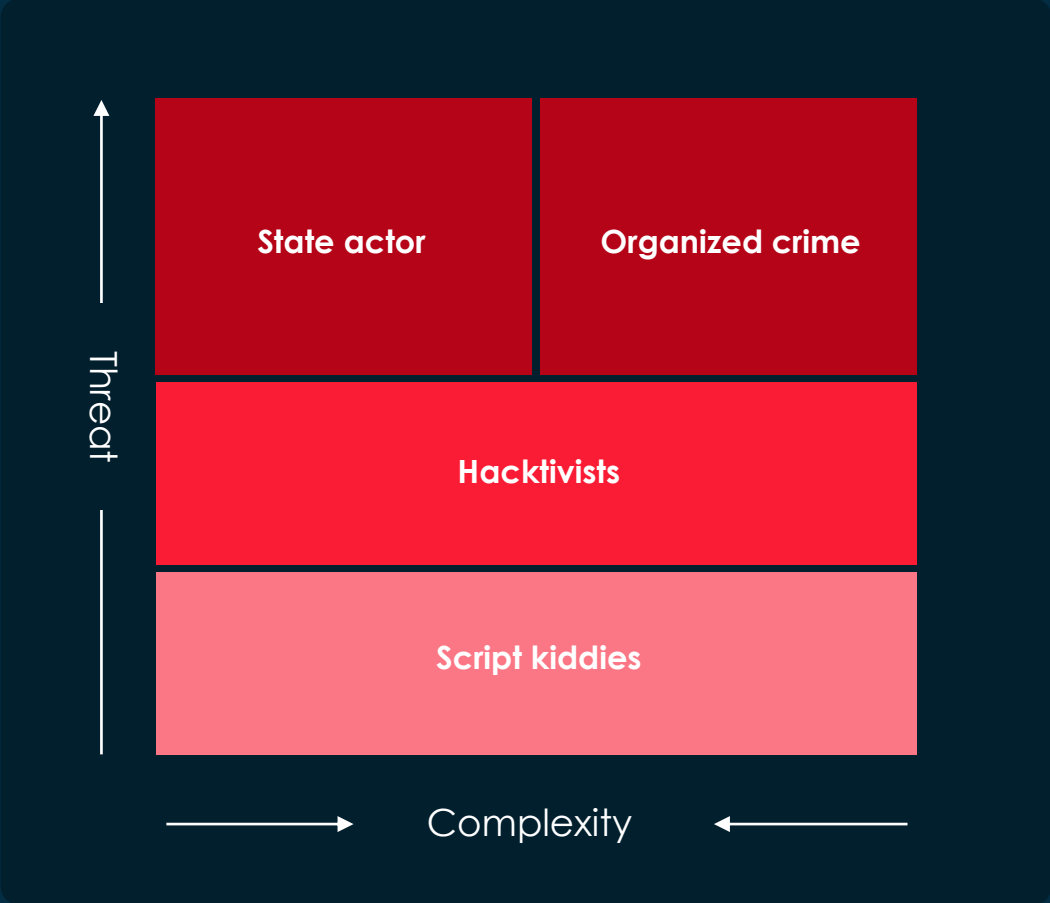 State actor
Organized crime
Threat
Hacktivists
Script kiddies
Complexity